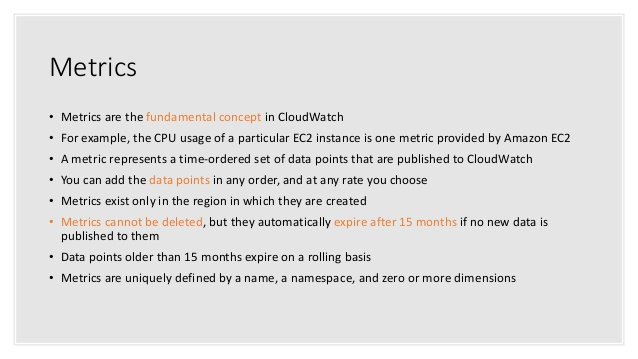 Metrics
• Metrics are the fundamental concept in CloudWatch
• For example, the CPU usage of a particular EC2 instance is one metric provided by Amazon EC2
• A metric represents a time-ordered set of data points that are published to CloudWatch
• You can add the data points in any order, and at any rate you choose
• Metrics exist only in the region in which they are created
• Metrics cannot be deleted, but they automatically expire after 15 months if no new data is
published to them
• Data points older than 15 months expire on a rolling basis
• Metrics are uniquely defined by a name, a namespace, and zero or more dimensions